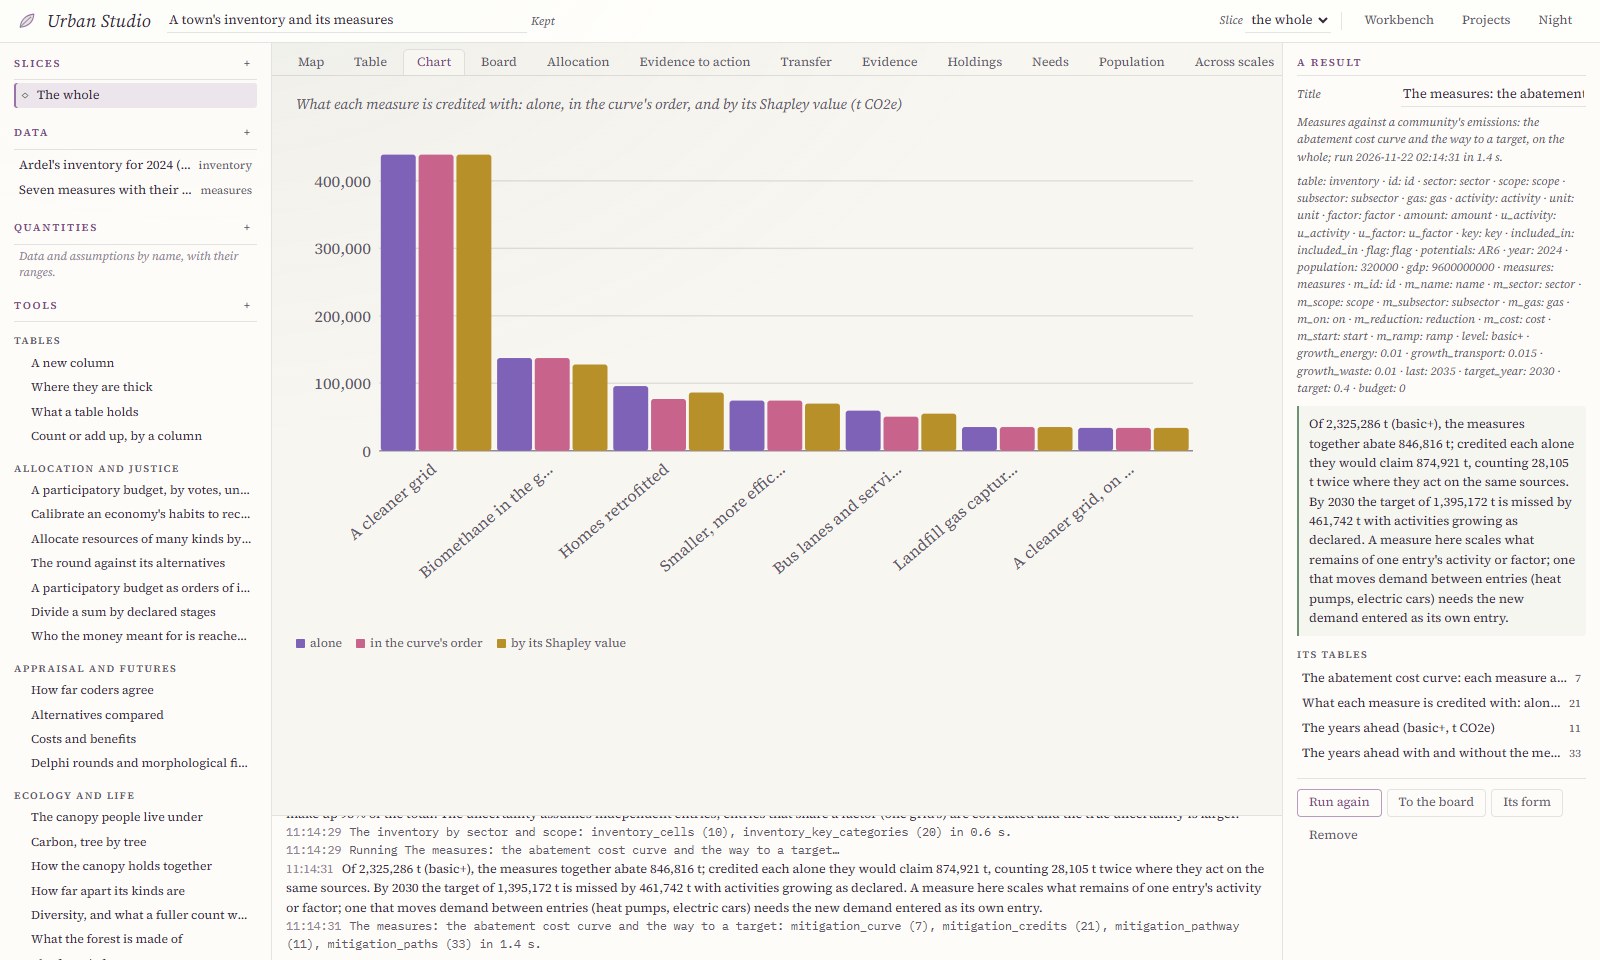 Urban Studio
A town's inventory and its measures
Kept
Slice the whole
Workbench
Projects
Night
SLICES +
The whole
DATA +
Ardel's inventory for 2024 (... inventory
Seven measures with their ... measures
QUANTITIES +
Data and assumptions by name, with their
ranges.
TOOLS +
TABLES
A new column
Where they are thick
What a table holds
Count or add up, by a column
ALLOCATION AND JUSTICE
A participatory budget, by votes, un...
Calibrate an economy's habits to rec...
Allocate resources of many kinds by...
The round against its alternatives
A participatory budget as orders of i...
Divide a sum by declared stages
Who the money meant for is reache...
APPRAISAL AND FUTURES
How far coders agree
Alternatives compared
Costs and benefits
Delphi rounds and morphological fi...
ECOLOGY AND LIFE
The canopy people live under
Carbon, tree by tree
How the canopy holds together
How far apart its kinds are
Diversity, and what a fuller count w...
What the forest is made of
Map
Table
Chart
Board
Allocation
Evidence to action
Transfer
Evidence
Holdings
Needs
Population
Across scales
What each measure is credited with: alone, in the curve's order, and by its Shapley value (t CO2e)
400,000
300,000
200,000
100,000
0
A cleaner grid
Biomethane in the g...
Homes retrofitted
Smaller, more effic...
Bus lanes and servi...
Landfill gas captur...
A cleaner grid, on ...
alone
in the curve's order
by its Shapley value
make up 95% of the total. The uncertainty assumes independent entries; entries that share a factor (one grid's) are correlated and the true uncertainty is larger.
11:14:29 The inventory by sector and scope: inventory_cells (10), inventory_key_categories (20) in 0.6 s.
11:14:29 Running The measures: the abatement cost curve and the way to a target…
11:14:31 Of 2,325,286 t (basic+), the measures together abate 846,816 t; credited each alone they would claim 874,921 t, counting 28,105 t twice where they act on the
same sources. By 2030 the target of 1,395,172 t is missed by 461,742 t with activities growing as declared. A measure here scales what remains of one entry's activity
or factor; one that moves demand between entries (heat pumps, electric cars) needs the new demand entered as its own entry.
11:14:31 The measures: the abatement cost curve and the way to a target: mitigation_curve (7), mitigation_credits (21), mitigation_pathway
(11), mitigation_paths (33) in 1.4 s.
A RESULT
Title The measures: the abatement
Measures against a community's emissions: the
abatement cost curve and the way to a target, on the
whole; run 2026-11-22 02:14:31 in 1.4 s.
table: inventory · id: id · sector: sector · scope: scope ·
subsector: subsector · gas: gas · activity: activity · unit:
unit · factor: factor · amount: amount · u_activity:
u_activity · u_factor: u_factor · key: key · included_in:
included_in · flag: flag · potentials: AR6 · year: 2024 ·
population: 320000 · gdp: 9600000000 · measures:
measures · m_id: id · m_name: name · m_sector: sector ·
m_scope: scope · m_subsector: subsector · m_gas: gas ·
m_on: on · m_reduction: reduction · m_cost: cost ·
m_start: start · m_ramp: ramp · level: basic+ ·
growth_energy: 0.01 · growth_transport: 0.015 ·
growth_waste: 0.01 · last: 2035 · target_year: 2030 ·
target: 0.4 · budget: 0
Of 2,325,286 t (basic+), the measures
together abate 846,816 t; credited each alone
they would claim 874,921 t, counting 28,105
t twice where they act on the same sources.
By 2030 the target of 1,395,172 t is missed by
461,742 t with activities growing as
declared. A measure here scales what
remains of one entry's activity or factor; one
that moves demand between entries (heat
pumps, electric cars) needs the new
demand entered as its own entry.
ITS TABLES
The abatement cost curve: each measure a... 7
What each measure is credited with: alon... 21
The years ahead (basic+, t CO2e) 11
The years ahead with and without the me... 33
Run again
To the board
Its form
Remove